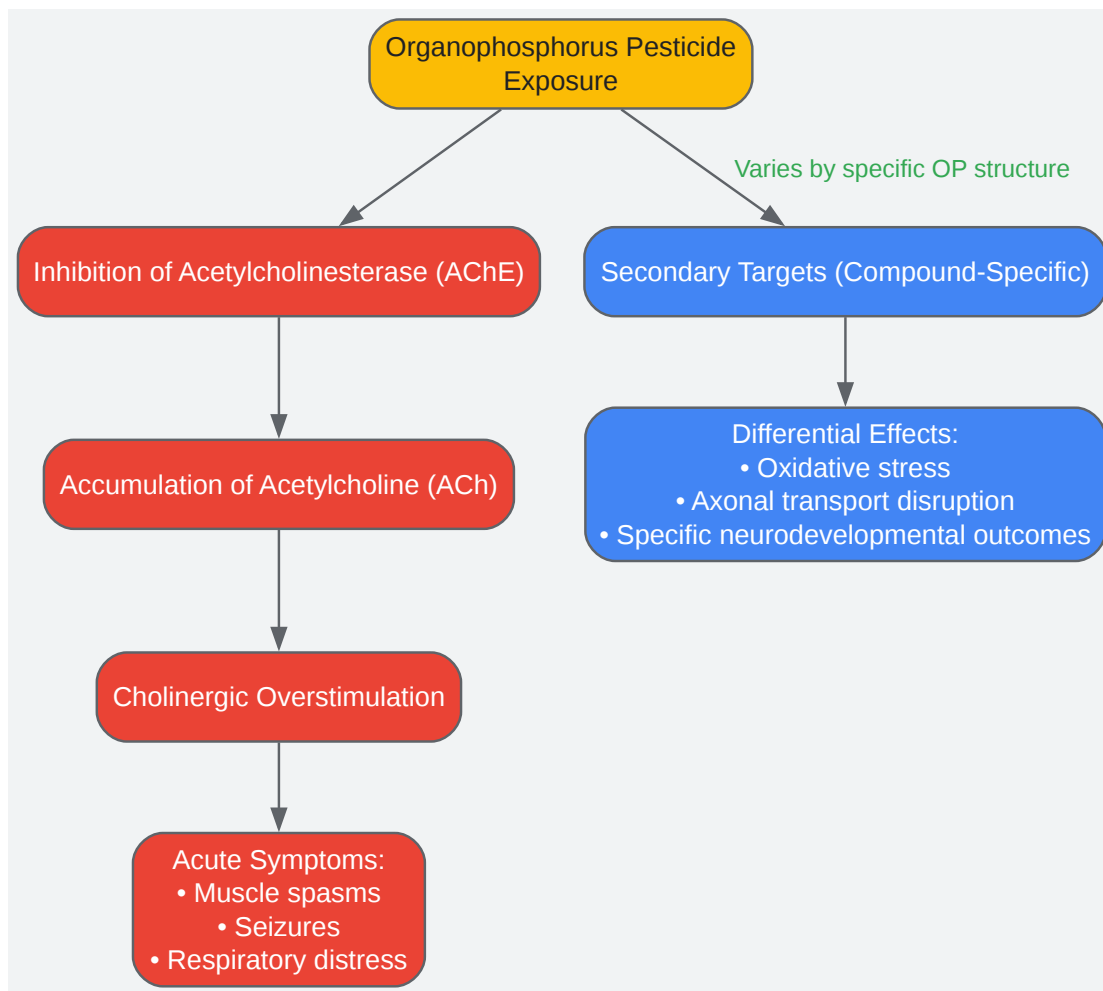 Organophosphorus Pesticide
Exposure
Varies by specific OP structure
Inhibition of Acetylcholinesterase (AChE)
Secondary Targets (Compound-Specific)
Accumulation of Acetylcholine (ACh)
Differential Effects:
• Oxidative stress
• Axonal transport disruption
• Specific neurodevelopmental outcomes
Cholinergic Overstimulation
Acute Symptoms:
• Muscle spasms
• Seizures
• Respiratory distress